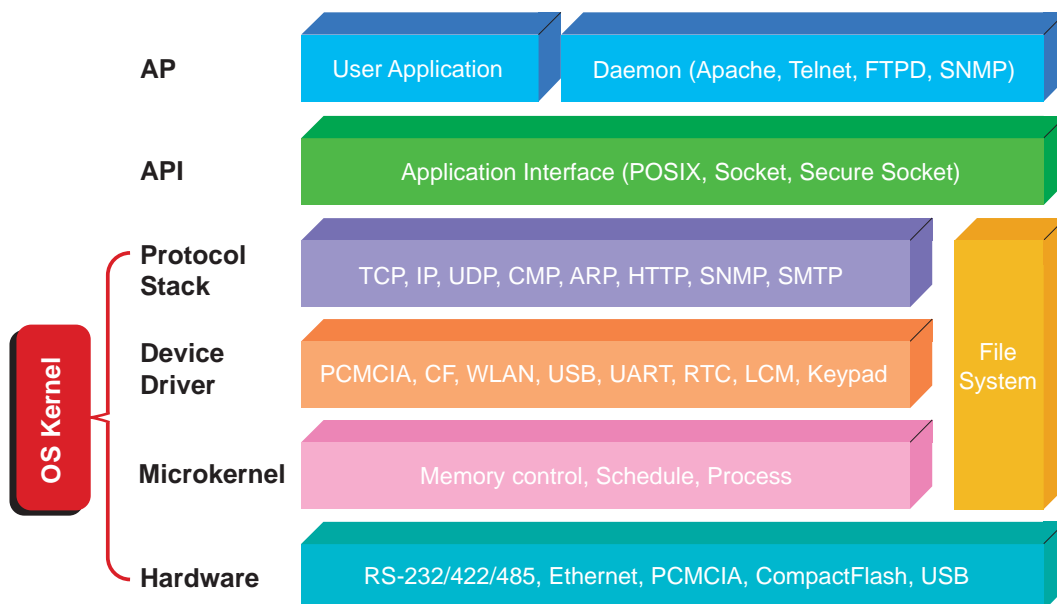 AP
User Application
Daemon (Apache, Telnet, FTPD, SNMP)
API
Application Interface (POSIX, Socket, Secure Socket)
OS Kernel
Protocol
Stack
TCP, IP, UDP, CMP, ARP, HTTP, SNMP, SMTP
Device
Driver
PCMCIA, CF, WLAN, USB, UART, RTC, LCM, Keypad
File
System
Microkernel
Memory control, Schedule, Process
Hardware
RS-232/422/485, Ethernet, PCMCIA, CompactFlash, USB